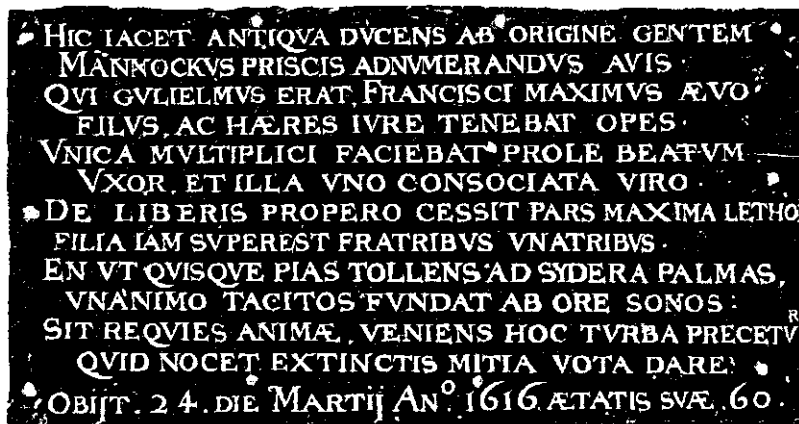 HIC IACET ANTIQVA DVCENS AB ORIGINE GENTEM
MANNOCKVS PRISCIS ADNVMERANDVS AVIS
QVI GVLIELMVS ERAT, FRANCISCI MAXIMVS ÆVO
FILVS, AC HÆRES IVRE TENEBAT OPES.
VNICA MVLTIPLICI FACIEBAT PROLE BEATVM
VXOR, ET ILLA VNO CONSOCIATA VIRO.
DE LIBERIS PROPERO CESSIT PARS MAXIMA LETHO
FILIA IAM SVPEREST FRATRIBVS VNA TRIBVS.
EN VT QVISQVE PIAS TOLLENS AD SYDERA PALMAS,
VNANIMO TACITOS FVNDAT AB ORE SONOS:
SIT REQVIES ANIMÆ, VENIENS HOC TVRBA PRECETVR
QVID NOCET EXTINCTIS MITIA VOTA DARE?
OBIJT. 24. DIE MARTIJ ANº 1616 ÆTATIS SVÆ, 60.